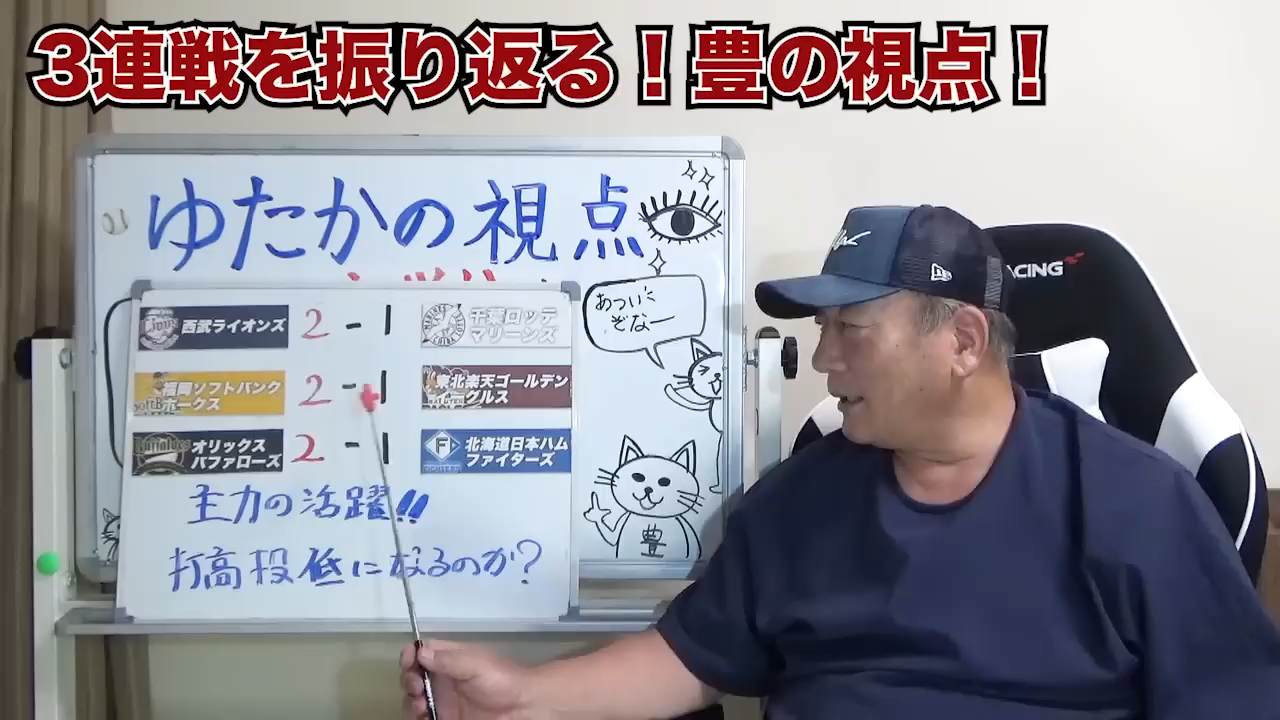 3連戦を振り返る！豊の視点！
ゆたかの視点
あついぞなー
西武ライオンズ 2 - 1 千葉ロッテマリーンズ
福岡ソフトバンクホークス 2 - 1 東北楽天ゴールデンイーグルス
オリックスバファローズ 2 - 1 北海道日本ハムファイターズ
主力の活躍!!
打高投低になるのか?
豊
RACING